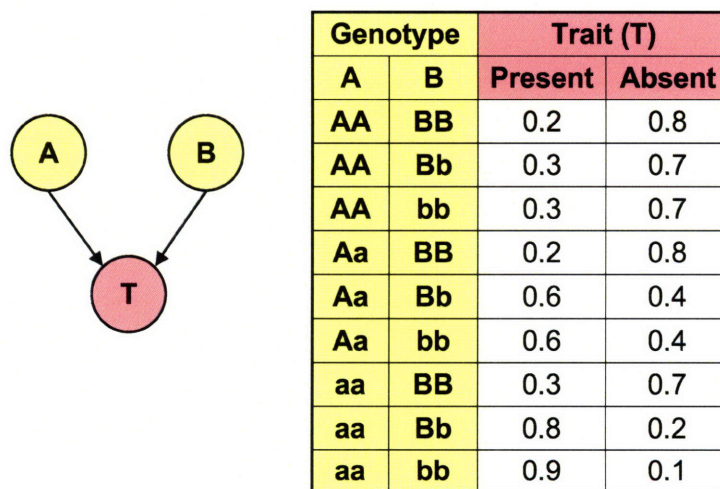 A
B
T
Genotype Trait (T)
A B Present Absent
AA BB 0.2 0.8
AA Bb 0.3 0.7
AA bb 0.3 0.7
Aa BB 0.2 0.8
Aa Bb 0.6 0.4
Aa bb 0.6 0.4
aa BB 0.3 0.7
aa Bb 0.8 0.2
aa bb 0.9 0.1